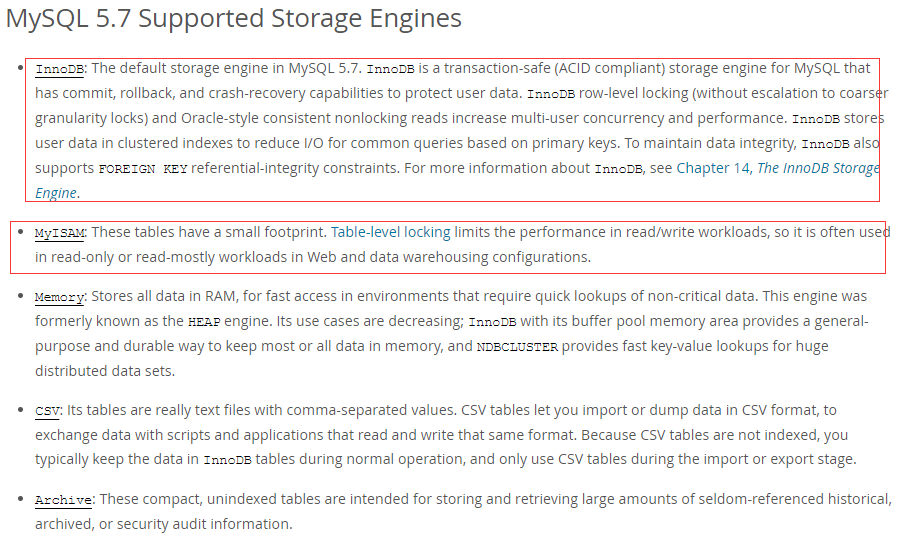 MySQL 5.7 Supported Storage Engines
• InnoDB: The default storage engine in MySQL 5.7. InnoDB is a transaction-safe (ACID compliant) storage engine for MySQL that
has commit, rollback, and crash-recovery capabilities to protect user data. InnoDB row-level locking (without escalation to coarser
granularity locks) and Oracle-style consistent nonlocking reads increase multi-user concurrency and performance. InnoDB stores
user data in clustered indexes to reduce I/O for common queries based on primary keys. To maintain data integrity, InnoDB also
supports FOREIGN KEY referential-integrity constraints. For more information about InnoDB, see Chapter 14, The InnoDB Storage
Engine.
• MyISAM: These tables have a small footprint. Table-level locking limits the performance in read/write workloads, so it is often used
in read-only or read-mostly workloads in Web and data warehousing configurations.
• Memory: Stores all data in RAM, for fast access in environments that require quick lookups of non-critical data. This engine was
formerly known as the HEAP engine. Its use cases are decreasing; InnoDB with its buffer pool memory area provides a general-
purpose and durable way to keep most or all data in memory, and NDBCLUSTER provides fast key-value lookups for huge
distributed data sets.
• CSV: Its tables are really text files with comma-separated values. CSV tables let you import or dump data in CSV format, to
exchange data with scripts and applications that read and write that same format. Because CSV tables are not indexed, you
typically keep the data in InnoDB tables during normal operation, and only use CSV tables during the import or export stage.
• Archive: These compact, unindexed tables are intended for storing and retrieving large amounts of seldom-referenced historical,
archived, or security audit information.